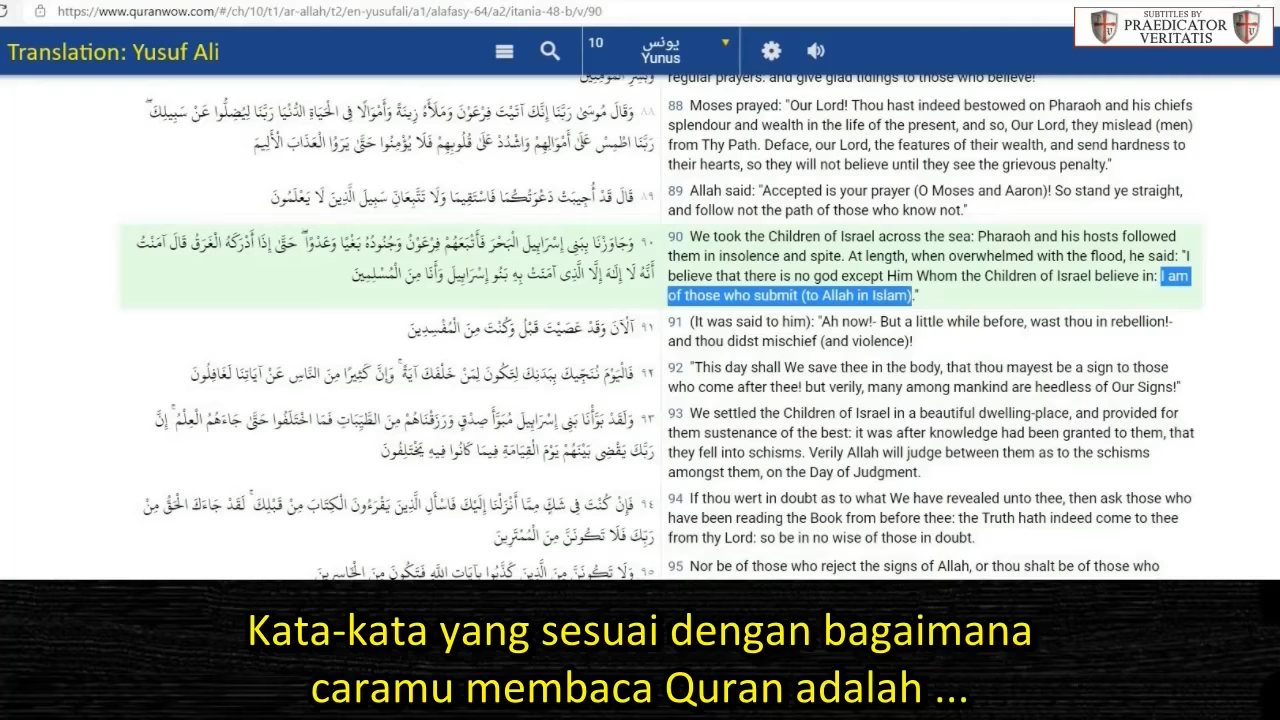 https://www.quranwow.com/#/ch/10/t1/ar-allah/t2/en-yusufali/a1/alafasy-64/a2/itania-48-b/v/90
SUBTITLES BY
PRAEDICATOR
VERITATIS
Translation: Yusuf Ali
10
يونس
Yunus
وَبَشِّرِ الْمُؤْمِنِينَ
٨٨ وَقَالَ مُوسَىٰ رَبَّنَا إِنَّكَ آتَيْتَ فِرْعَوْنَ وَمَلَأَهُ زِينَةً وَأَمْوَالًا فِي الْحَيَاةِ الدُّنْيَا رَبَّنَا لِيُضِلُّوا عَنْ سَبِيلِكَ ۖ
رَبَّنَا اطْمِسْ عَلَىٰ أَمْوَالِهِمْ وَاشْدُدْ عَلَىٰ قُلُوبِهِمْ فَلَا يُؤْمِنُوا حَتَّىٰ يَرَوُا الْعَذَابَ الْأَلِيمَ
٨٩ قَالَ قَدْ أُجِيبَتْ دَعْوَتُكُمَا فَاسْتَقِيمَا وَلَا تَتَّبِعَانِّ سَبِيلَ الَّذِينَ لَا يَعْلَمُونَ
٩٠ وَجَاوَزْنَا بِبَنِي إِسْرَائِيلَ الْبَحْرَ فَأَتْبَعَهُمْ فِرْعَوْنُ وَجُنُودُهُ بَغْيًا وَعَدْوًا ۖ حَتَّىٰ إِذَا أَدْرَكَهُ الْغَرَقُ قَالَ آمَنْتُ
أَنَّهُ لَا إِلَٰهَ إِلَّا الَّذِي آمَنَتْ بِهِ بَنُو إِسْرَائِيلَ وَأَنَا مِنَ الْمُسْلِمِينَ
٩١ آلْآنَ وَقَدْ عَصَيْتَ قَبْلُ وَكُنْتَ مِنَ الْمُفْسِدِينَ
٩٢ فَالْيَوْمَ نُنَجِّيكَ بِبَدَنِكَ لِتَكُونَ لِمَنْ خَلْفَكَ آيَةً ۚ وَإِنَّ كَثِيرًا مِنَ النَّاسِ عَنْ آيَاتِنَا لَغَافِلُونَ
٩٣ وَلَقَدْ بَوَّأْنَا بَنِي إِسْرَائِيلَ مُبَوَّأَ صِدْقٍ وَرَزَقْنَاهُمْ مِنَ الطَّيِّبَاتِ فَمَا اخْتَلَفُوا حَتَّىٰ جَاءَهُمُ الْعِلْمُ ۚ إِنَّ
رَبَّكَ يَقْضِي بَيْنَهُمْ يَوْمَ الْقِيَامَةِ فِيمَا كَانُوا فِيهِ يَخْتَلِفُونَ
٩٤ فَإِنْ كُنْتَ فِي شَكٍّ مِمَّا أَنْزَلْنَا إِلَيْكَ فَاسْأَلِ الَّذِينَ يَقْرَءُونَ الْكِتَابَ مِنْ قَبْلِكَ ۚ لَقَدْ جَاءَكَ الْحَقُّ مِنْ
رَبِّكَ فَلَا تَكُونَنَّ مِنَ الْمُمْتَرِينَ
٩٥ وَلَا تَكُونَنَّ مِنَ الَّذِينَ كَذَّبُوا بِآيَاتِ اللَّهِ فَتَكُونَ مِنَ الْخَاسِرِينَ
regular prayers: and give glad tidings to those who believe!
88 Moses prayed: "Our Lord! Thou hast indeed bestowed on Pharaoh and his chiefs
splendour and wealth in the life of the present, and so, Our Lord, they mislead (men)
from Thy Path. Deface, our Lord, the features of their wealth, and send hardness to
their hearts, so they will not believe until they see the grievous penalty."
89 Allah said: "Accepted is your prayer (O Moses and Aaron)! So stand ye straight,
and follow not the path of those who know not."
90 We took the Children of Israel across the sea: Pharaoh and his hosts followed
them in insolence and spite. At length, when overwhelmed with the flood, he said: "I
believe that there is no god except Him Whom the Children of Israel believe in: I am
of those who submit (to Allah in Islam)."
91 (It was said to him): "Ah now!- But a little while before, wast thou in rebellion!-
and thou didst mischief (and violence)!
92 "This day shall We save thee in the body, that thou mayest be a sign to those
who come after thee! but verily, many among mankind are heedless of Our Signs!"
93 We settled the Children of Israel in a beautiful dwelling-place, and provided for
them sustenance of the best: it was after knowledge had been granted to them, that
they fell into schisms. Verily Allah will judge between them as to the schisms
amongst them, on the Day of Judgment.
94 If thou wert in doubt as to what We have revealed unto thee, then ask those who
have been reading the Book from before thee: the Truth hath indeed come to thee
from thy Lord: so be in no wise of those in doubt.
95 Nor be of those who reject the signs of Allah, or thou shalt be of those who
Kata-kata yang sesuai dengan bagaimana
caramu membaca Quran adalah ...